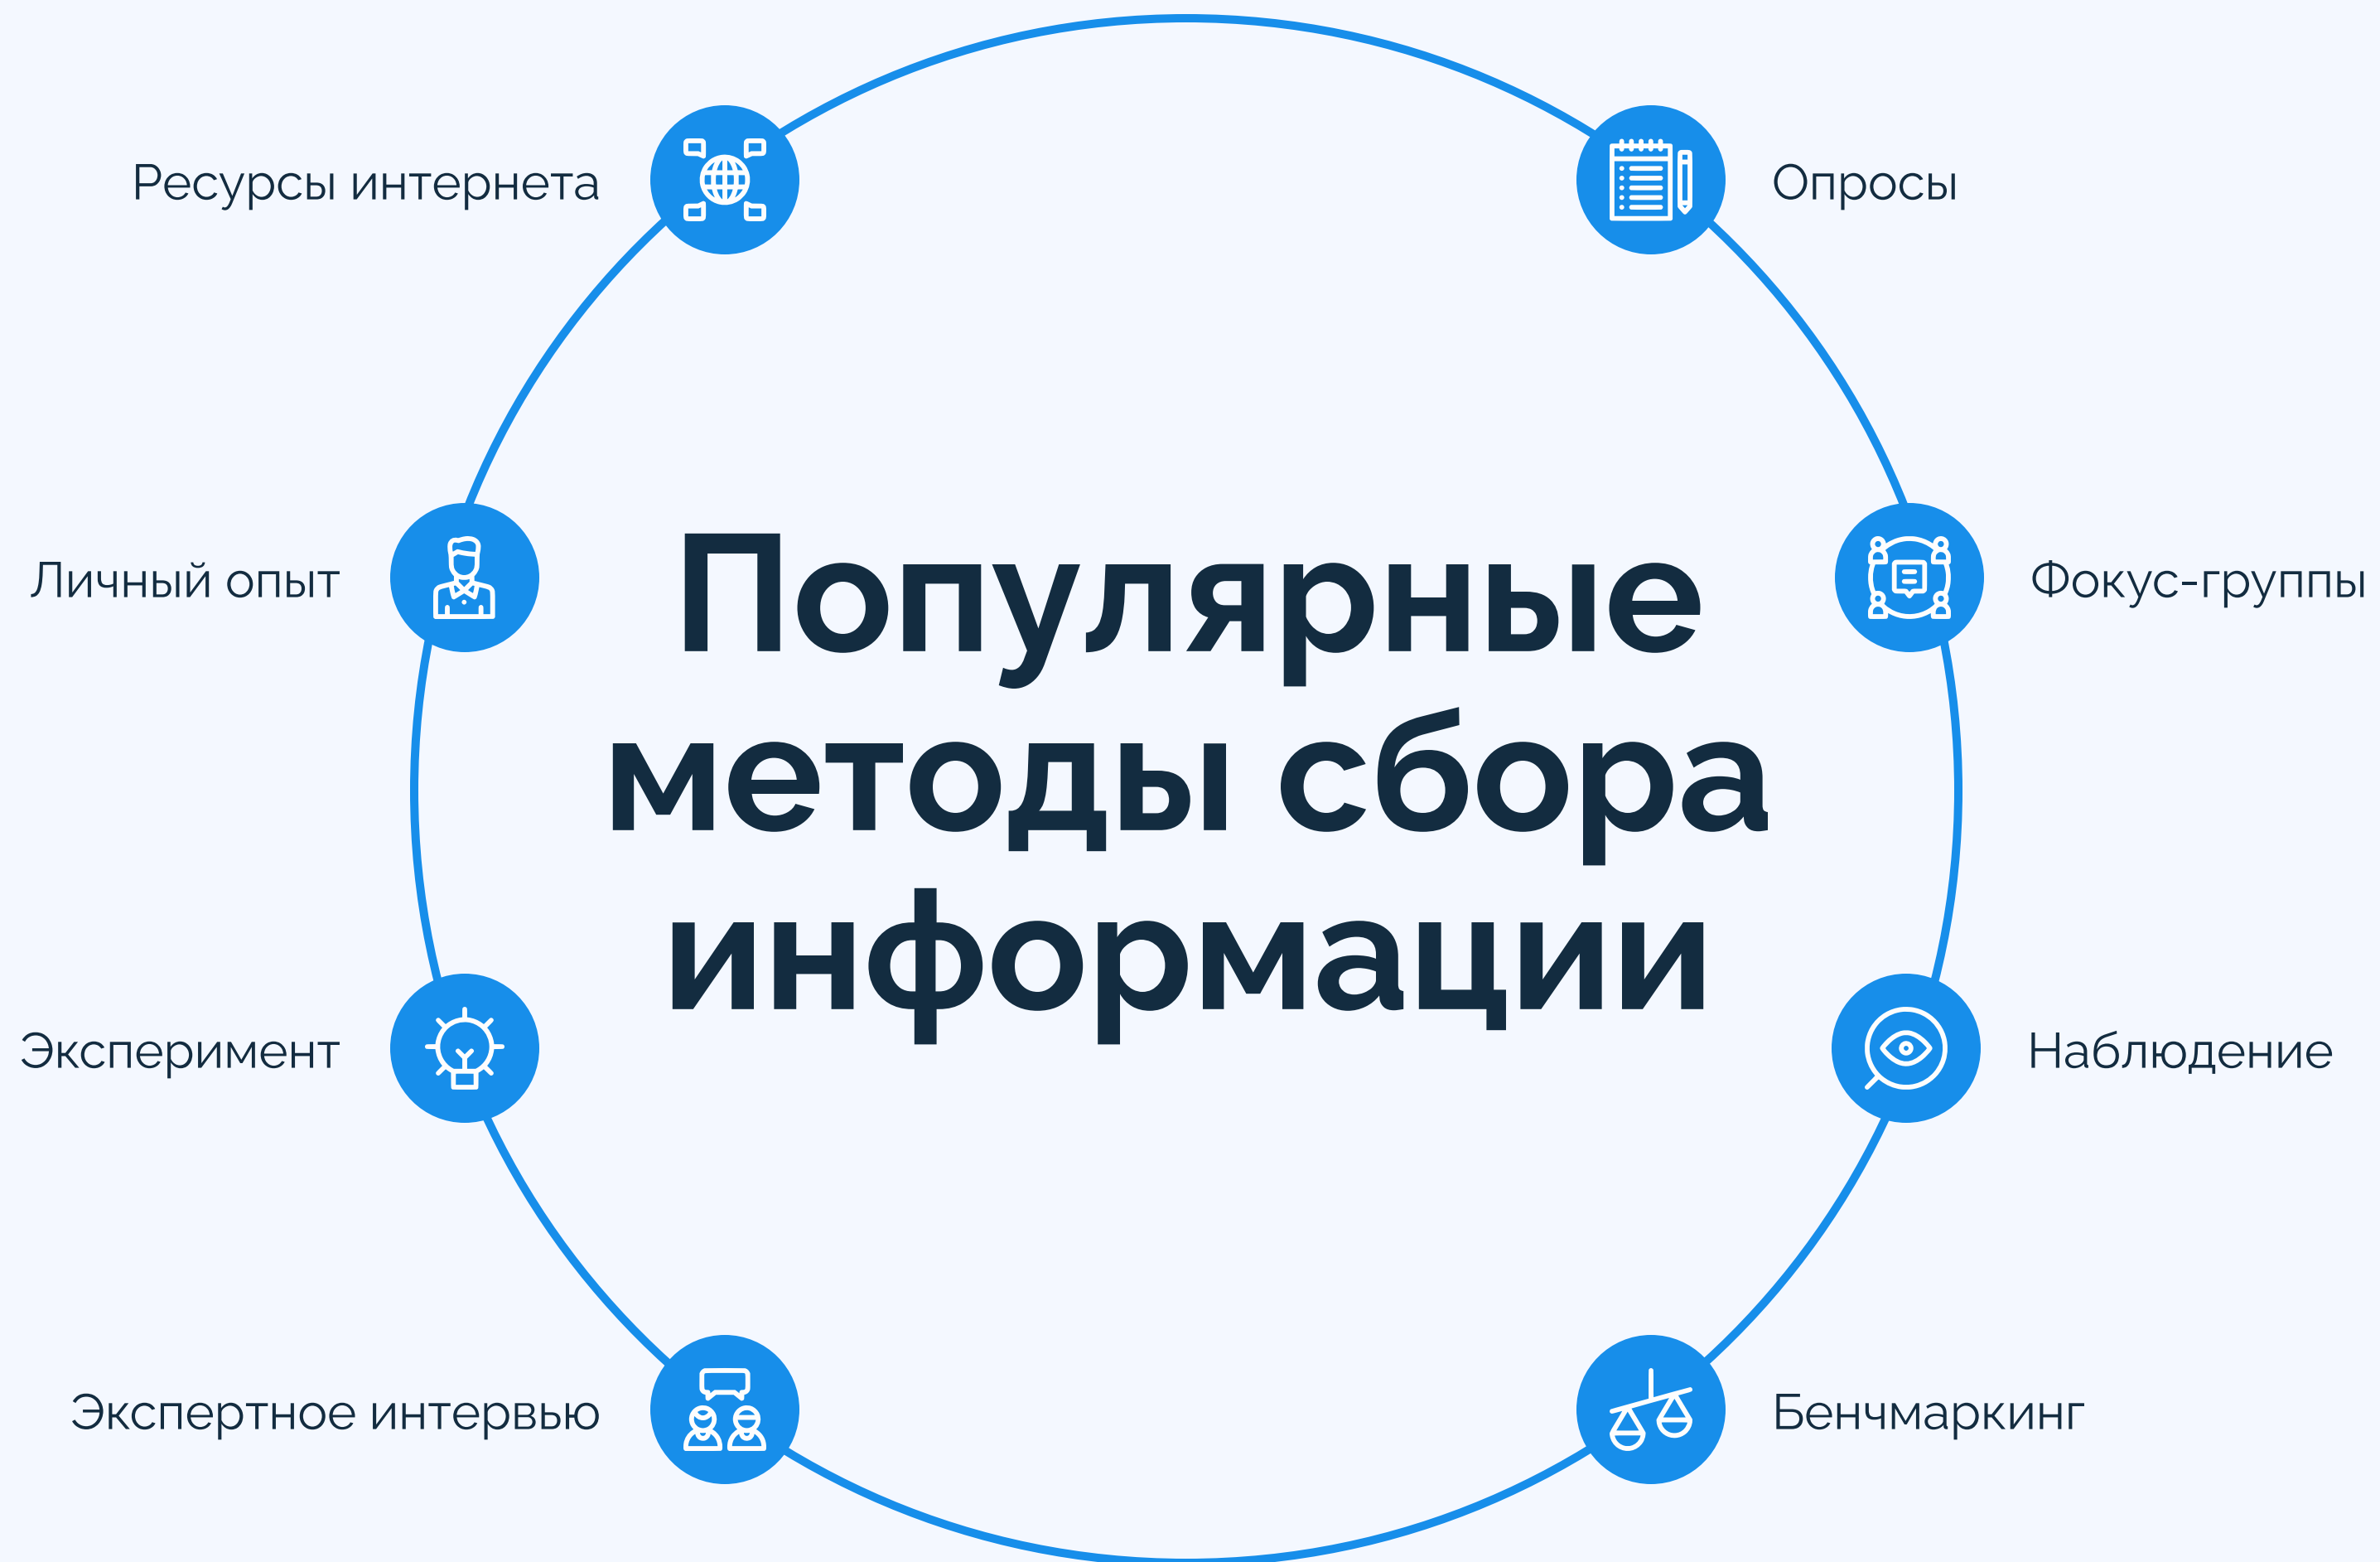 Ресурсы интернета
Опросы
Личный опыт
Фокус-группы
Популярные
методы сбора
информации
Эксперимент
Наблюдение
Экспертное интервью
Бенчмаркинг